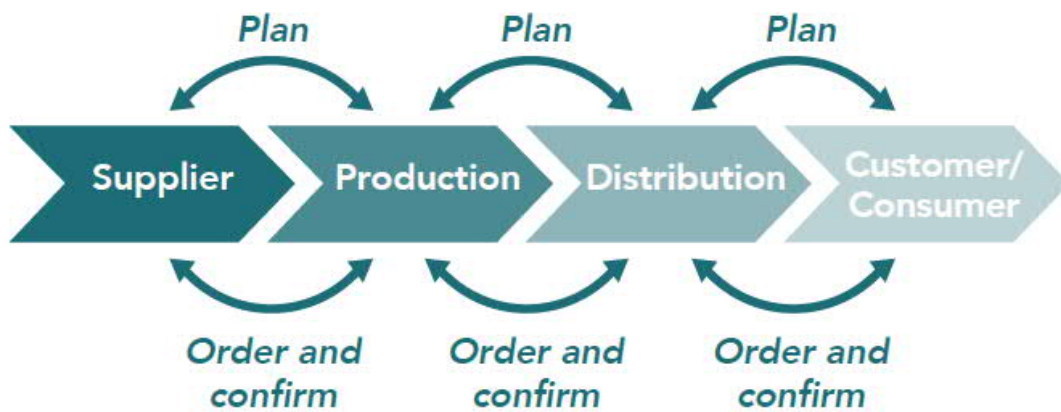 Plan
Plan
Plan
Supplier
Production
Distribution
Customer/
Consumer
Order and
confirm
Order and
confirm
Order and
confirm